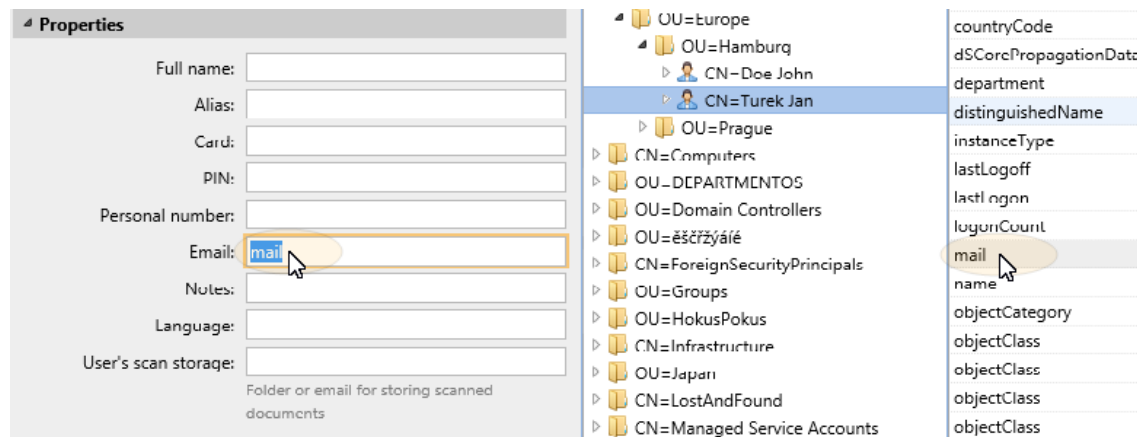 Properties
Full name:
Alias:
Card:
PIN:
Personal number:
Email: mail
Notes:
Language:
User's scan storage:
Folder or email for storing scanned
documents
OU=Europe
OU=Hamburg
CN=Doe John
CN=Turek Jan
OU=Prague
CN=Computers
OU=DEPARTMENTOS
OU=Domain Controllers
OU=ěščřžýáíé
CN=ForeignSecurityPrincipals
OU=Groups
OU=HokusPokus
CN=Infrastructure
OU=Japan
CN=LostAndFound
CN=Managed Service Accounts
countryCode
dSCorePropagationData
department
distinguishedName
instanceType
lastLogoff
lastLogon
logonCount
mail
name
objectCategory
objectClass
objectClass
objectClass
objectClass